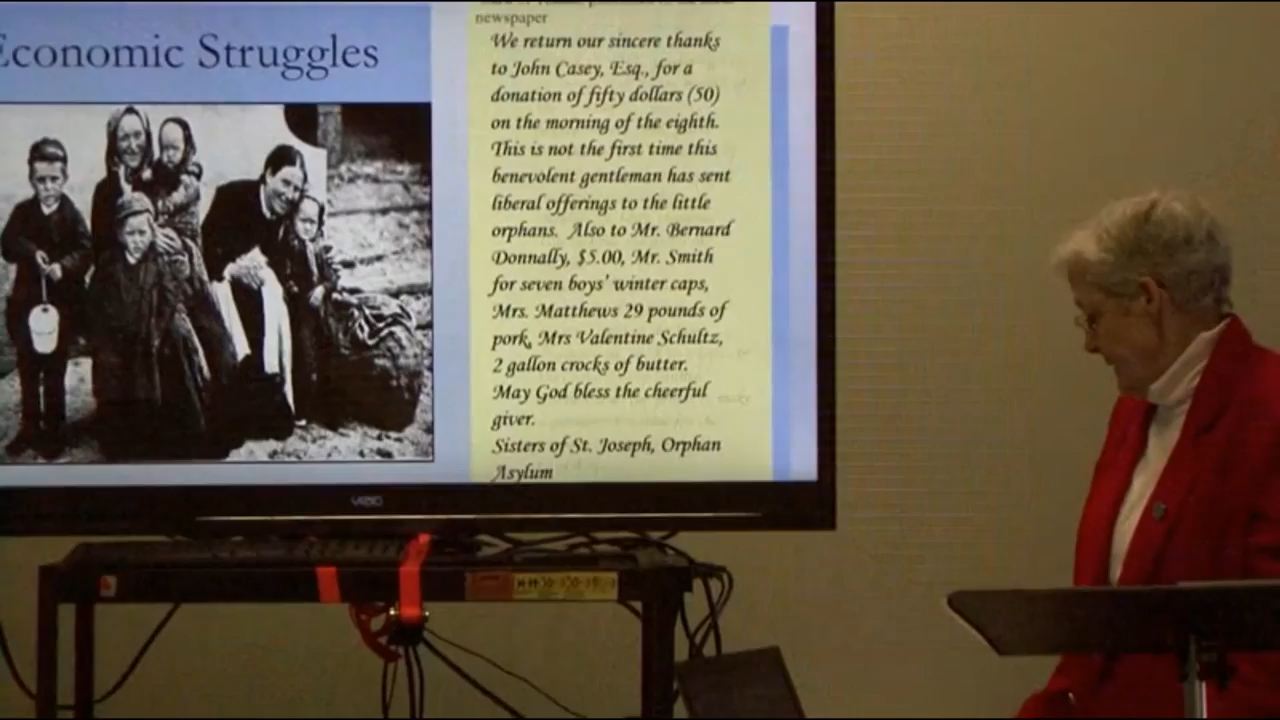 Economic Struggles
newspaper
We return our sincere thanks
to John Casey, Esq., for a
donation of fifty dollars (50)
on the morning of the eighth.
This is not the first time this
benevolent gentleman has sent
liberal offerings to the little
orphans. Also to Mr. Bernard
Donnally, $5.00, Mr. Smith
for seven boys' winter caps,
Mrs. Matthews 29 pounds of
pork, Mrs Valentine Schultz,
2 gallon crocks of butter.
May God bless the cheerful
giver.
Sisters of St. Joseph, Orphan
Asylum
VIZIO